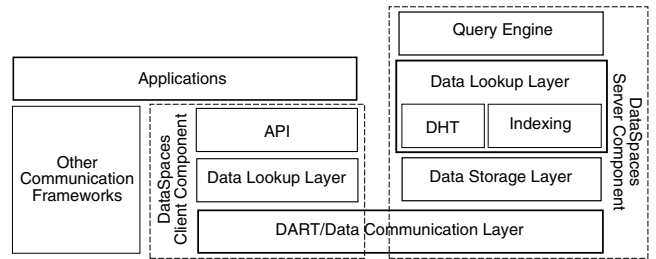 Query Engine
Applications
Data Lookup Layer
DHT
Indexing
DataSpaces
Server Component
Other
Communication
Frameworks
DataSpaces
Client Component
API
Data Lookup Layer
Data Storage Layer
DART/Data Communication Layer